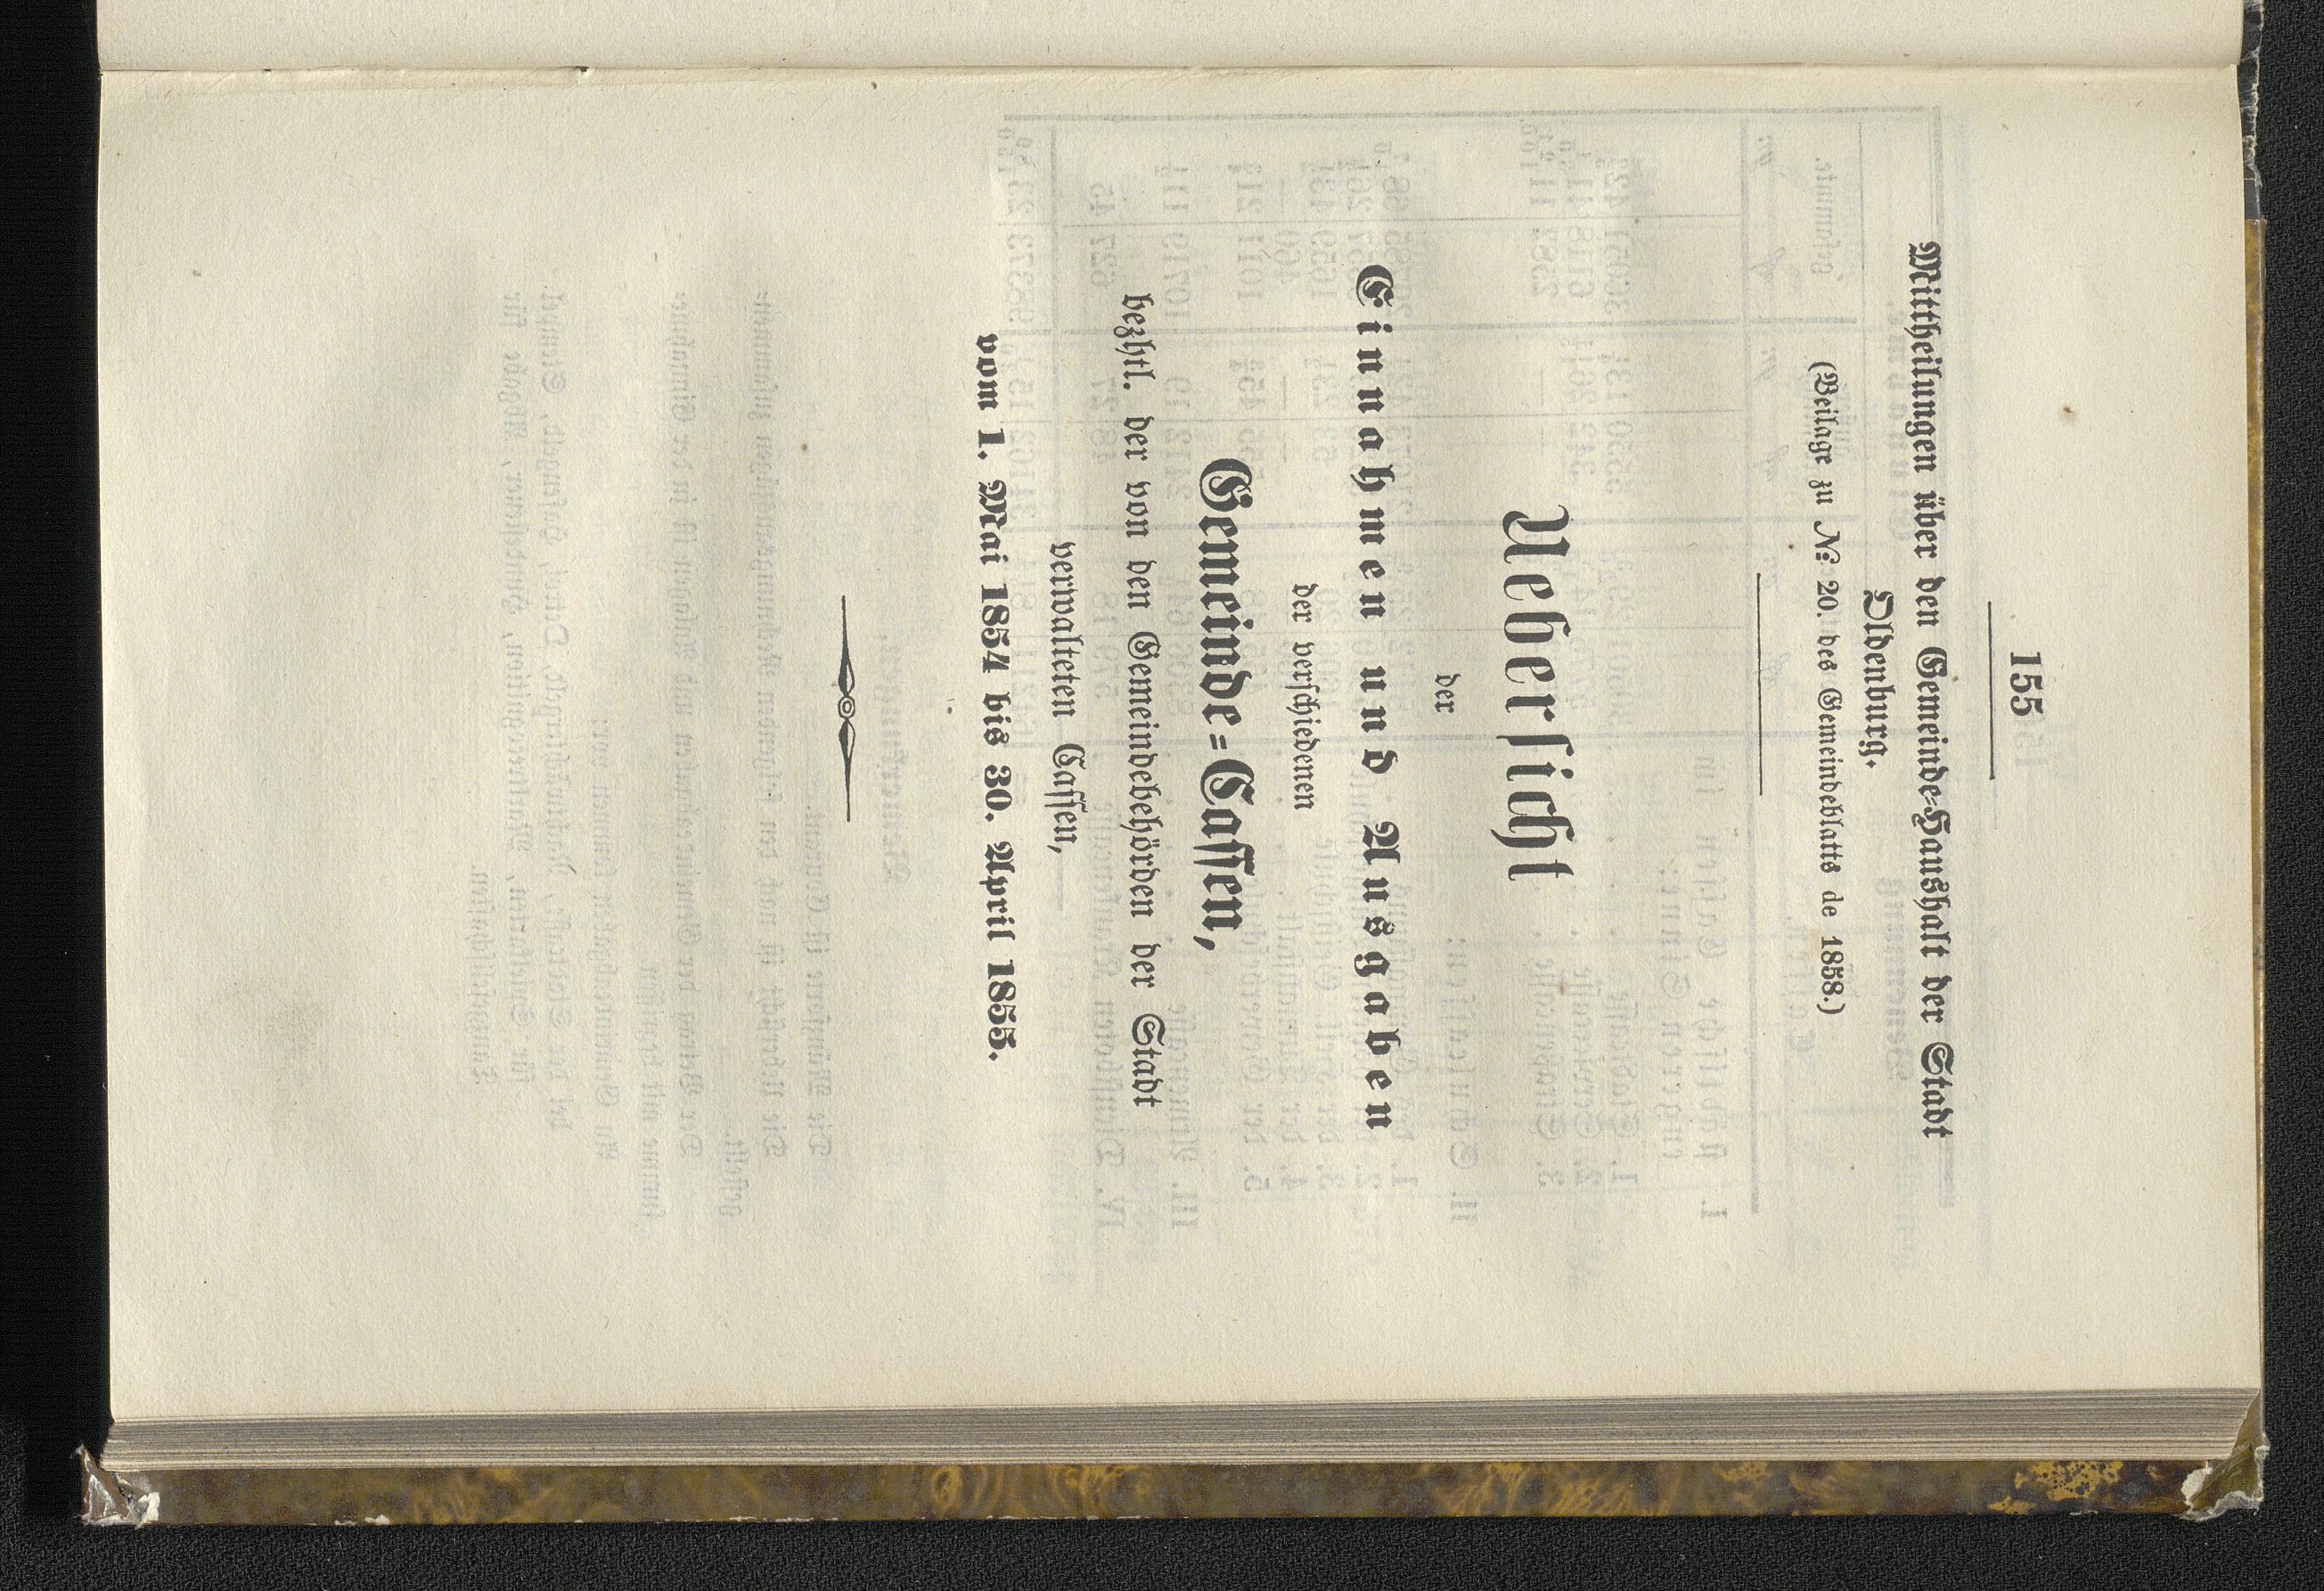 155
Mittheilungen über den Gemeinde=Haushalt der Stadt
Oldenburg.
(Beilage zu № 20. des Gemeindeblatts de 1858.)
Uebersicht
der
Einnahmen und Ausgaben
der verschiedenen
Gemeinde=Cassen,
bezhtl. der von den Gemeindebehörden der Stadt
verwalteten Cassen,
vom 1. Mai 1854 bis 30. April 1855.